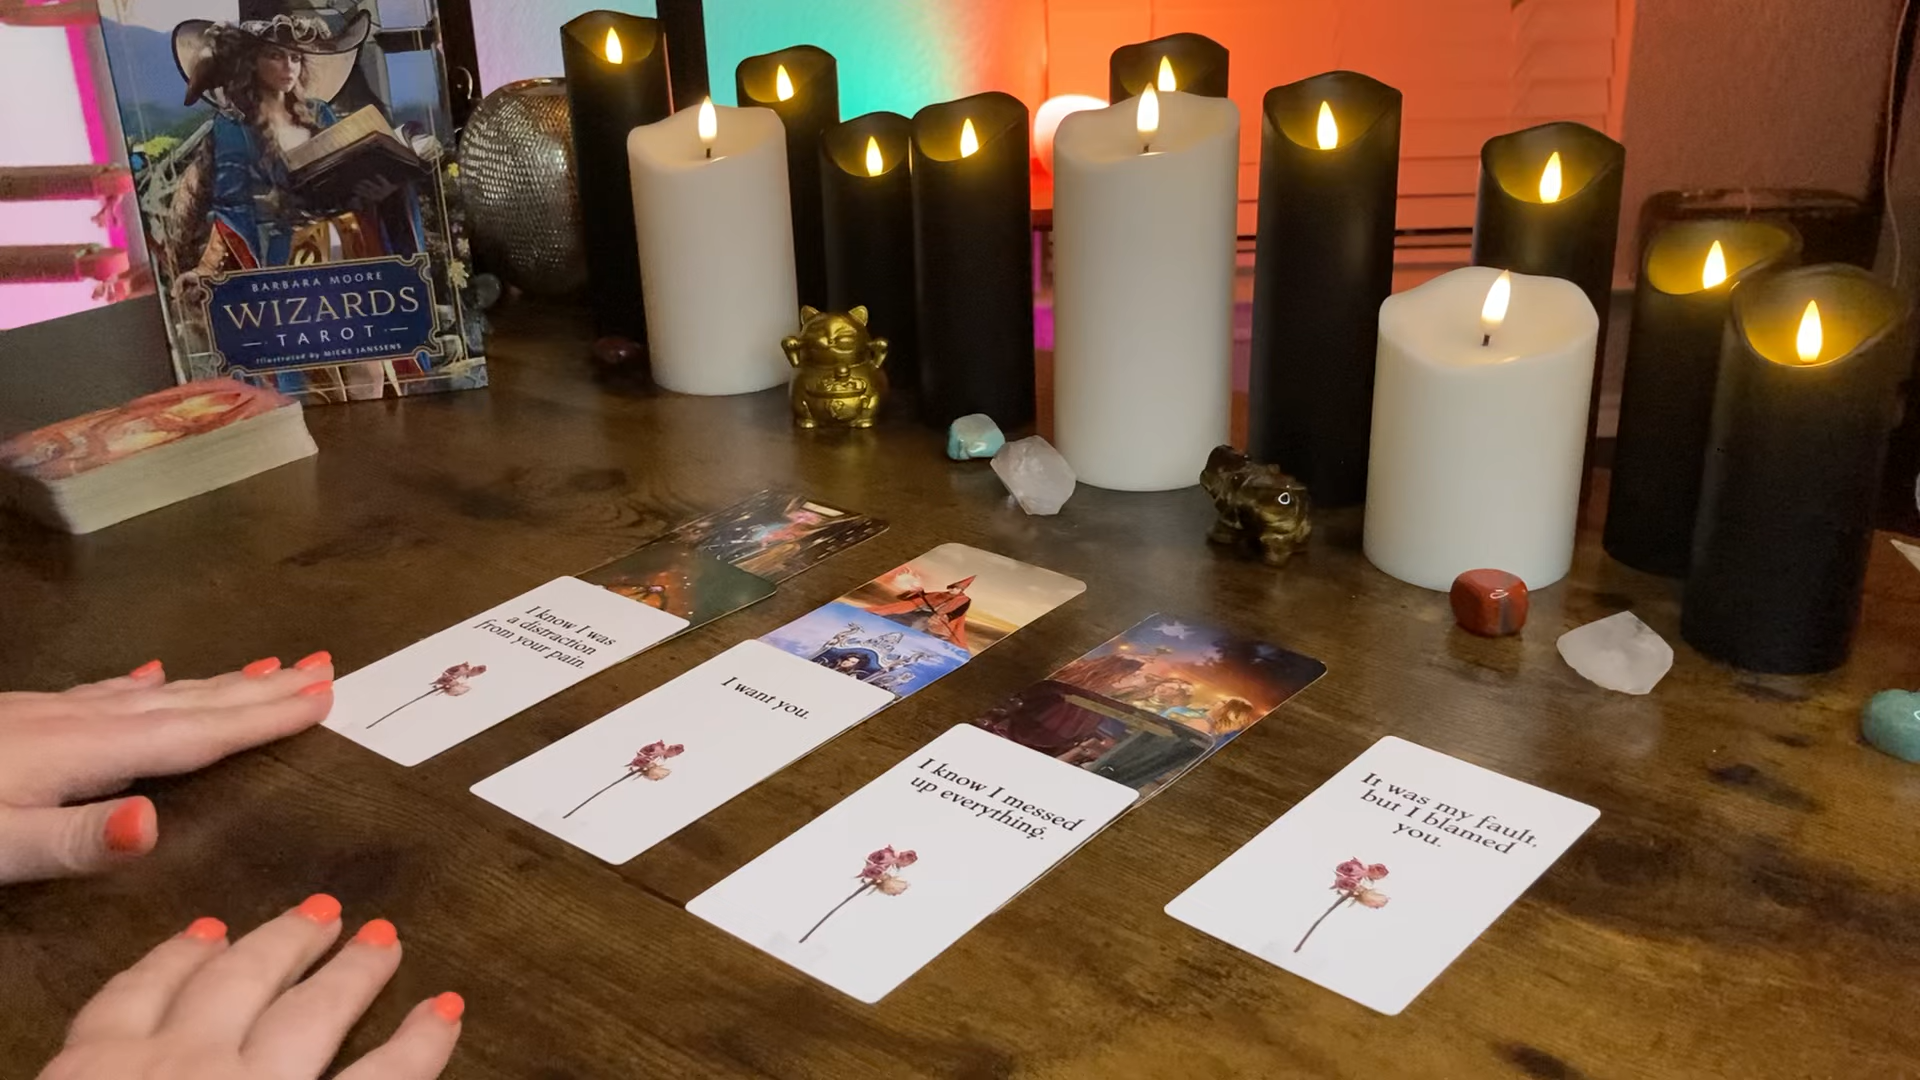 BARBARA MOORE
WIZARDS
TAROT
Illustrated by MIEKE JANSSENS
I know I was
a distraction
from your pain.
I want you.
I know I messed
up everything.
It was my fault,
but I blamed
you.